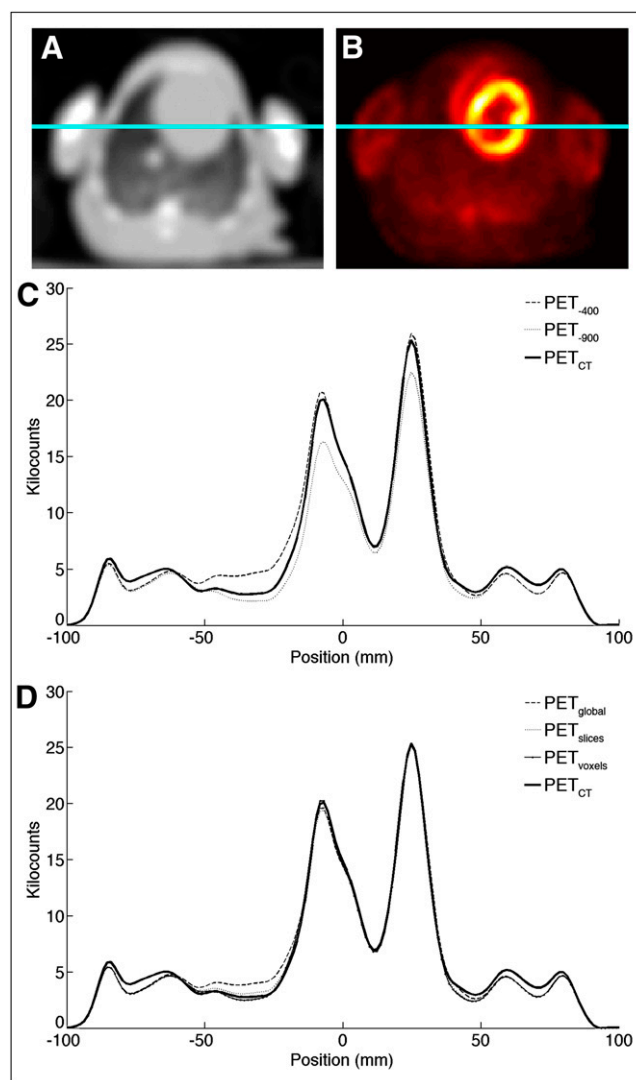 A
B
C
30
25
20
15
10
5
0
Kilocounts
-100
-50
0
50
100
Position (mm)
PET-400
PET-900
PETCT
D
30
25
20
15
10
5
0
Kilocounts
-100
-50
0
50
100
Position (mm)
PETglobal
PETslices
PETvoxels
PETCT